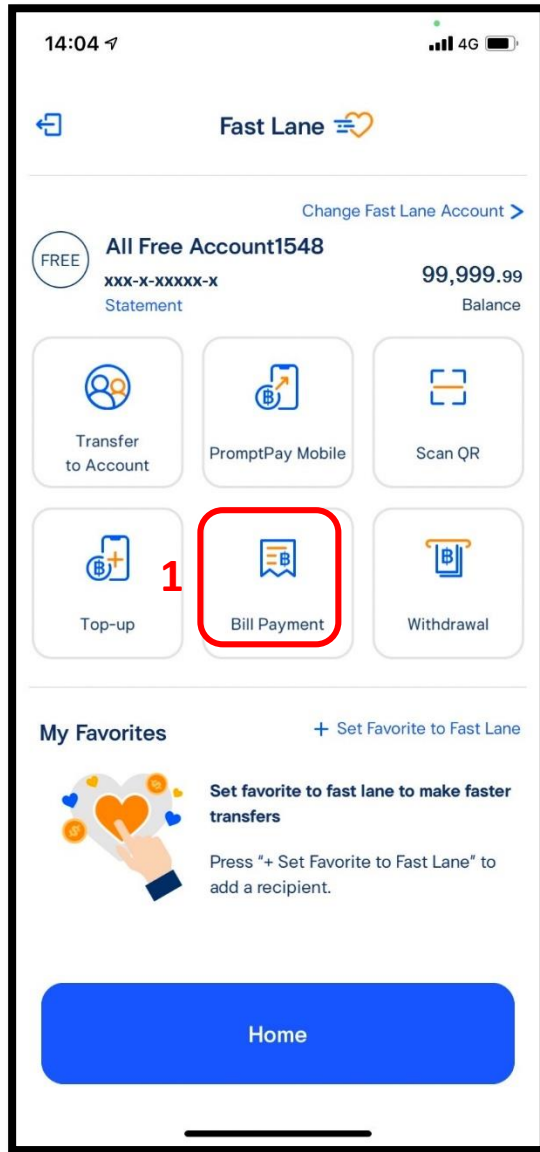 14:04
4G
Fast Lane
Change Fast Lane Account >
FREE
All Free Account1548
xxx-x-xxxxx-x
99,999.99
Statement
Balance
Transfer
to Account
PromptPay Mobile
Scan QR
1
Top-up
Bill Payment
Withdrawal
My Favorites
+ Set Favorite to Fast Lane
Set favorite to fast lane to make faster
transfers
Press "+ Set Favorite to Fast Lane" to
add a recipient.
Home